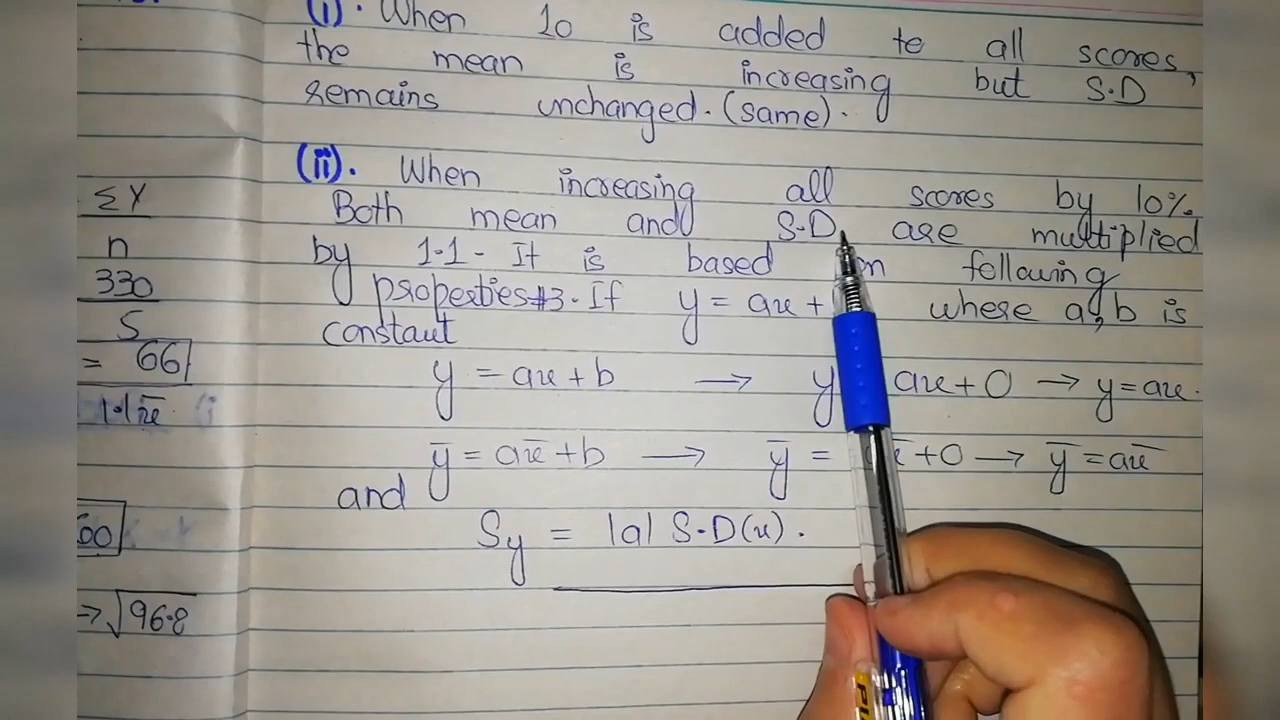 (i). When 10 is added to all scores,
the mean is increasing but S.D
remains unchanged. (same).
(ii). When increasing all scores by 10%.
Both mean and S.D are multiplied
by 1.1 - It is based on following
properties #3. If y = ax + where a, b is
constant
y = ax + b → y ax + 0 → y = ax.
ȳ = ax̄ + b → ȳ = x̄ + 0 → ȳ = ax̄
and
Sy = |a| S.D(x).
ΣY
n
330
5
= 66
1.1x̄
00
→ √96.8